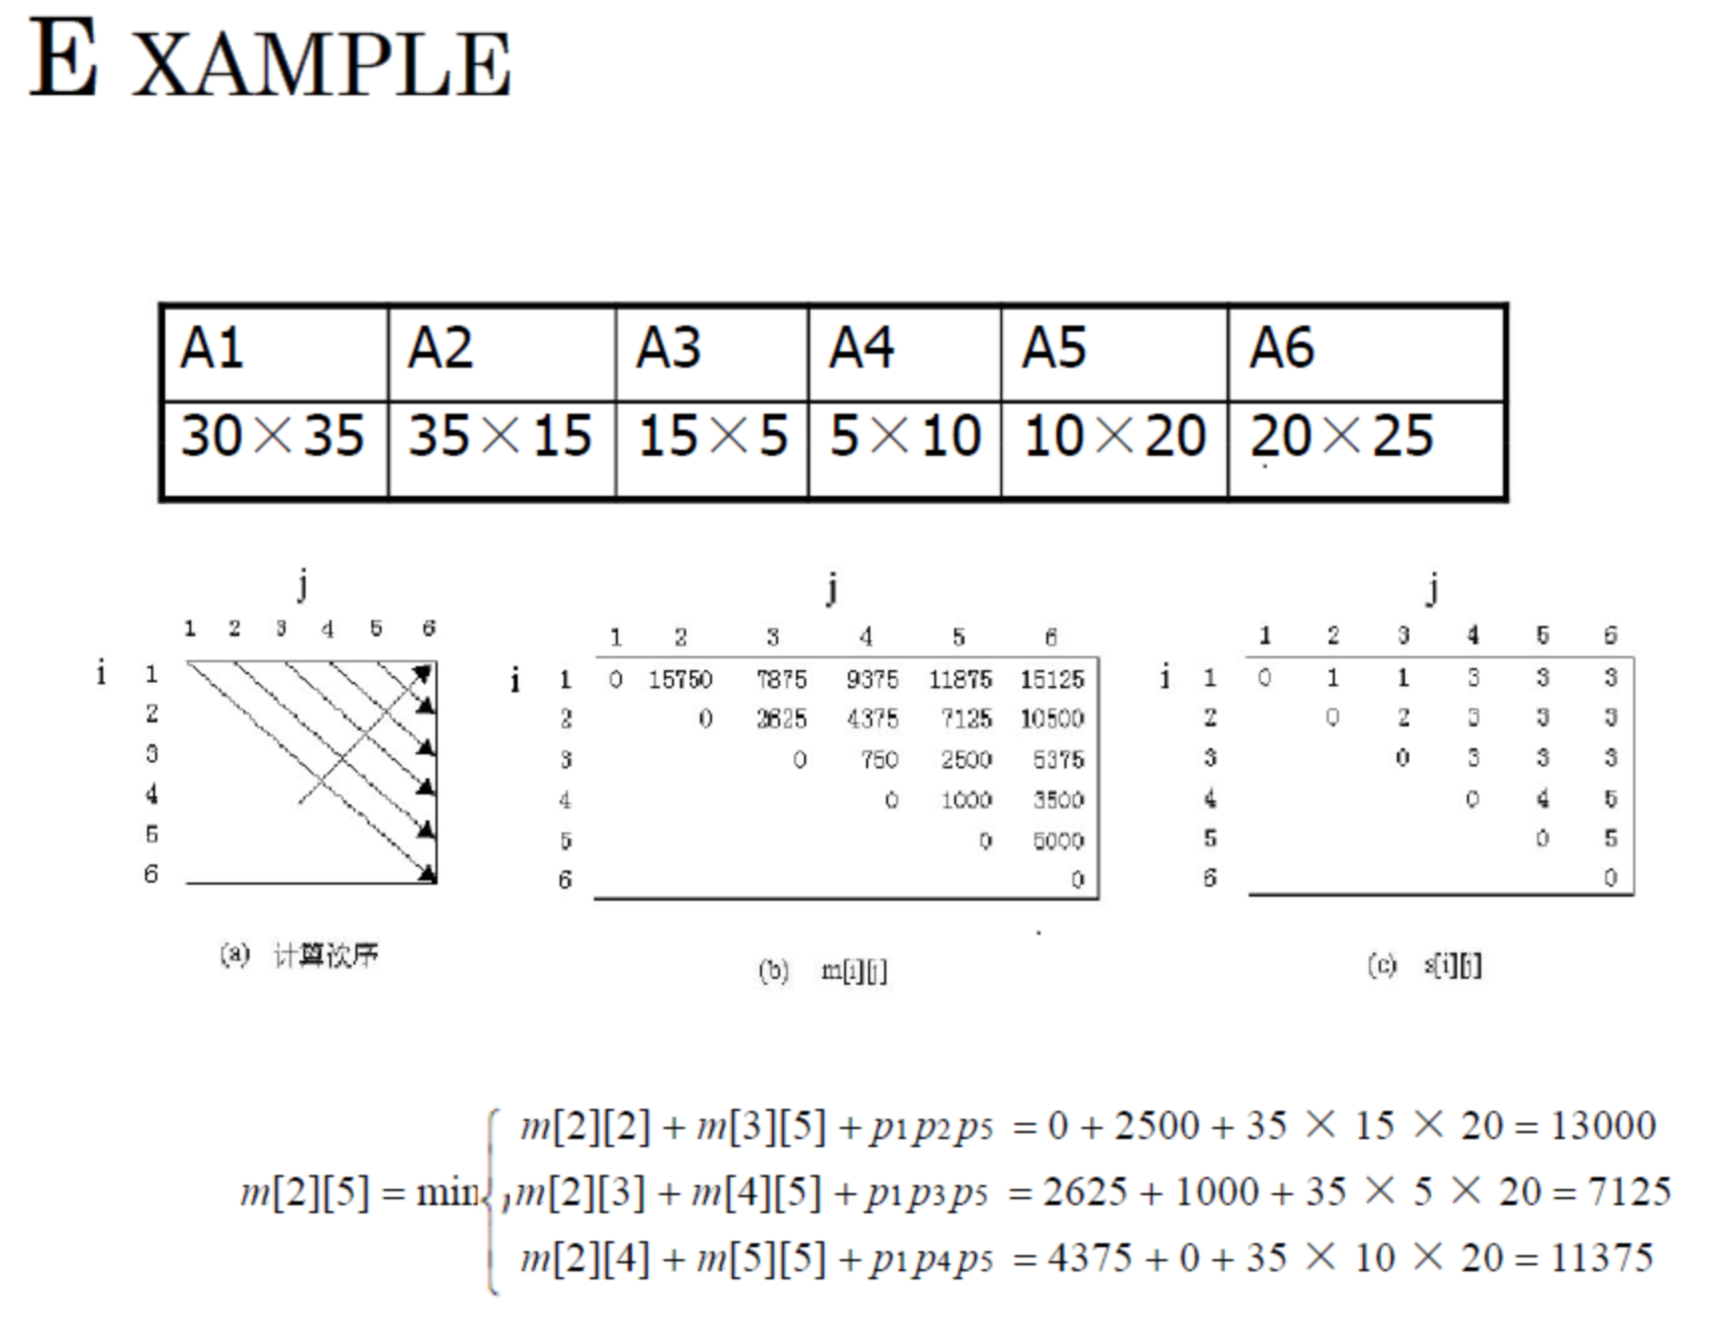 E XAMPLE
A1 A2 A3 A4 A5 A6
30×35 35×15 15×5 5×10 10×20 20×25
j
1 2 3 4 5 6
i 1
2
3
4
5
6
(a) 计算次序
j
1 2 3 4 5 6
i 1 0 15750 7875 9375 11875 15125
2 0 2625 4375 7125 10500
3 0 750 2500 5375
4 0 1000 3500
5 0 5000
6 0
(b) m[i][j]
j
1 2 3 4 5 6
i 1 0 1 1 3 3 3
2 0 2 3 3 3
3 0 3 3 3
4 0 4 5
5 0 5
6 0
(c) s[i][j]
m[2][2] + m[3][5] + p1p2p5 = 0 + 2500 + 35 × 15 × 20 = 13000
m[2][5] = min{ ,m[2][3] + m[4][5] + p1p3p5 = 2625 + 1000 + 35 × 5 × 20 = 7125
m[2][4] + m[5][5] + p1p4p5 = 4375 + 0 + 35 × 10 × 20 = 11375